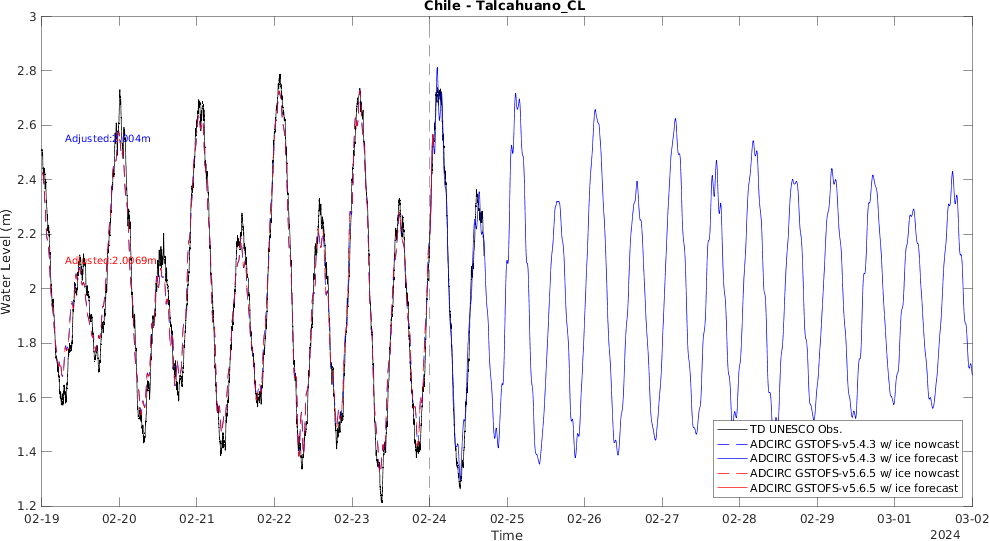 Chile - Talcahuano_CL
3
2.8
2.6
2.4
2.2
2
1.8
1.6
1.4
1.2
Water Level (m)
Adjusted:2.004m
Adjusted:2.0069m
TD UNESCO Obs.
ADCIRC GSTOFS-v5.4.3 w/ ice nowcast
ADCIRC GSTOFS-v5.4.3 w/ ice forecast
ADCIRC GSTOFS-v5.6.5 w/ ice nowcast
ADCIRC GSTOFS-v5.6.5 w/ ice forecast
02-19 02-20 02-21 02-22 02-23 02-24 02-25 02-26 02-27 02-28 02-29 03-01 03-02
Time
2024